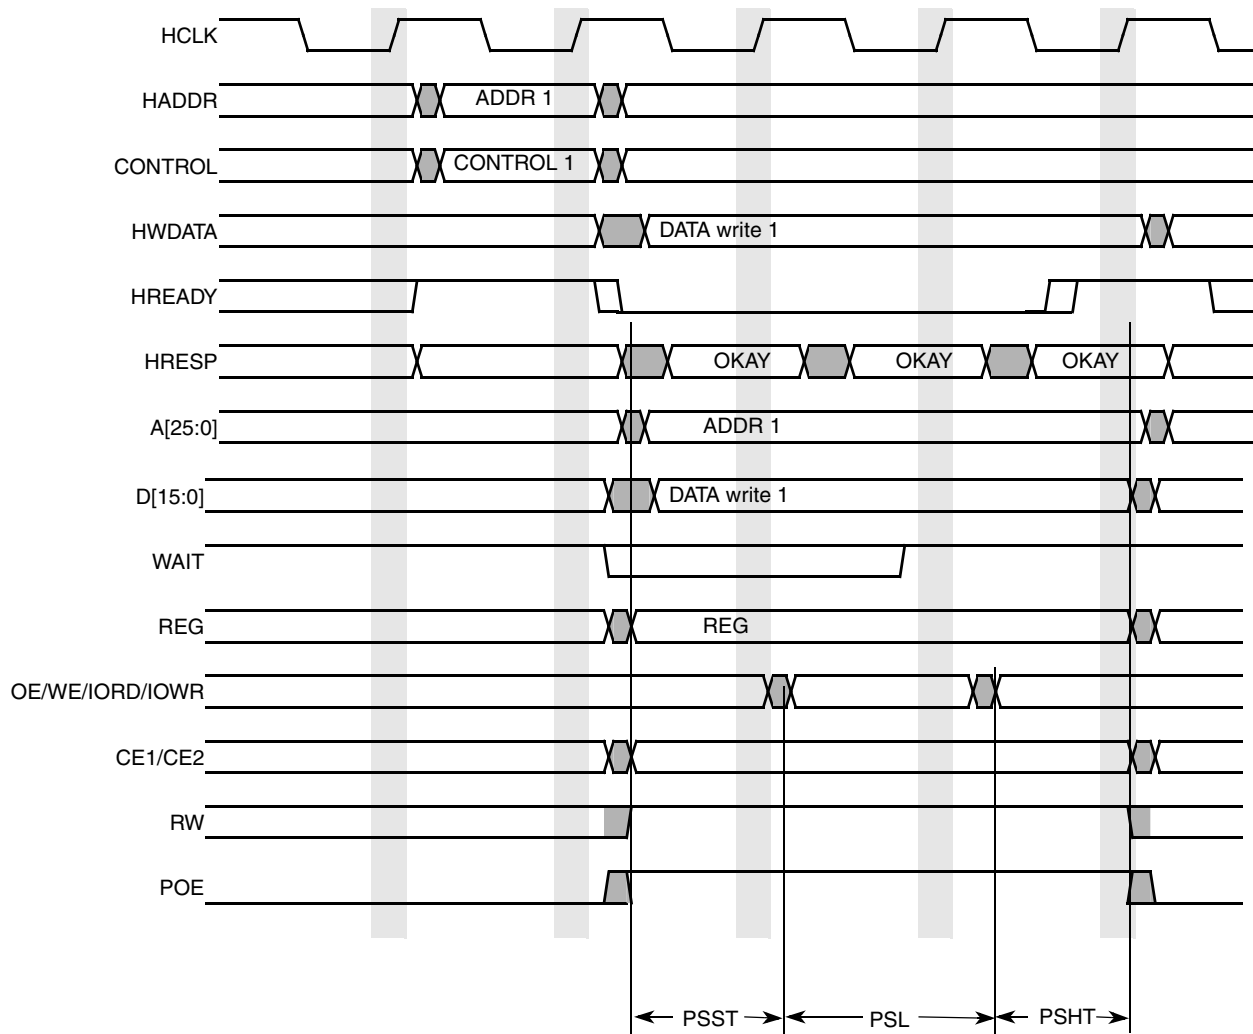 HCLK
HADDR
ADDR 1
CONTROL
CONTROL 1
HWDATA
DATA write 1
HREADY
HRESP
OKAY
OKAY
OKAY
A[25:0]
ADDR 1
D[15:0]
DATA write 1
WAIT
REG
REG
OE/WE/IORD/IOWR
CE1/CE2
RW
POE
PSST
PSL
PSHT